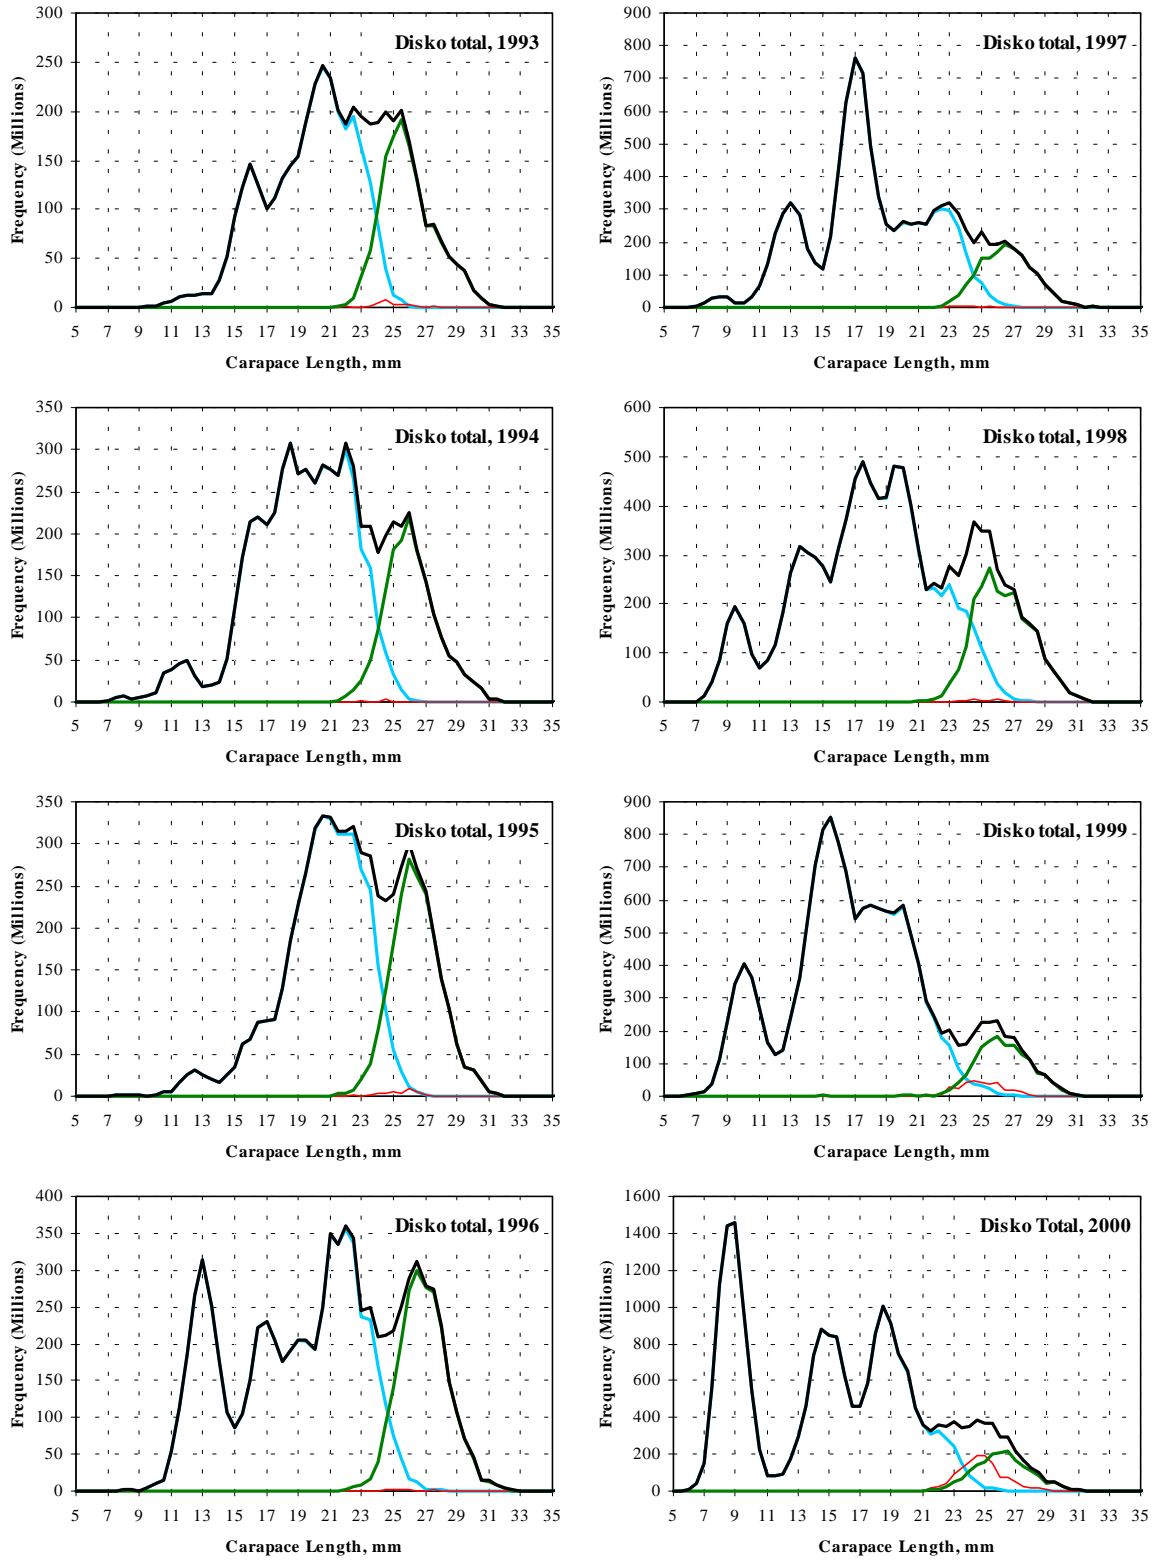 Disko total, 1993
Frequency (Millions)
300
250
200
150
100
50
0
5 7 9 11 13 15 17 19 21 23 25 27 29 31 33 35
Carapace Length, mm
Disko total, 1997
Frequency (Millions)
900
800
700
600
500
400
300
200
100
0
5 7 9 11 13 15 17 19 21 23 25 27 29 31 33 35
Carapace Length, mm
Disko total, 1994
Frequency (Millions)
350
300
250
200
150
100
50
0
5 7 9 11 13 15 17 19 21 23 25 27 29 31 33 35
Carapace Length, mm
Disko total, 1998
Frequency (Millions)
600
500
400
300
200
100
0
5 7 9 11 13 15 17 19 21 23 25 27 29 31 33 35
Carapace Length, mm
Disko total, 1995
Frequency (Millions)
350
300
250
200
150
100
50
0
5 7 9 11 13 15 17 19 21 23 25 27 29 31 33 35
Carapace Length, mm
Disko total, 1999
Frequency (Millions)
900
800
700
600
500
400
300
200
100
0
5 7 9 11 13 15 17 19 21 23 25 27 29 31 33 35
Carapace Length, mm
Disko total, 1996
Frequency (Millions)
400
350
300
250
200
150
100
50
0
5 7 9 11 13 15 17 19 21 23 25 27 29 31 33 35
Carapace Length, mm
Disko Total, 2000
Frequency (Millions)
1600
1400
1200
1000
800
600
400
200
0
5 7 9 11 13 15 17 19 21 23 25 27 29 31 33 35
Carapace Length, mm